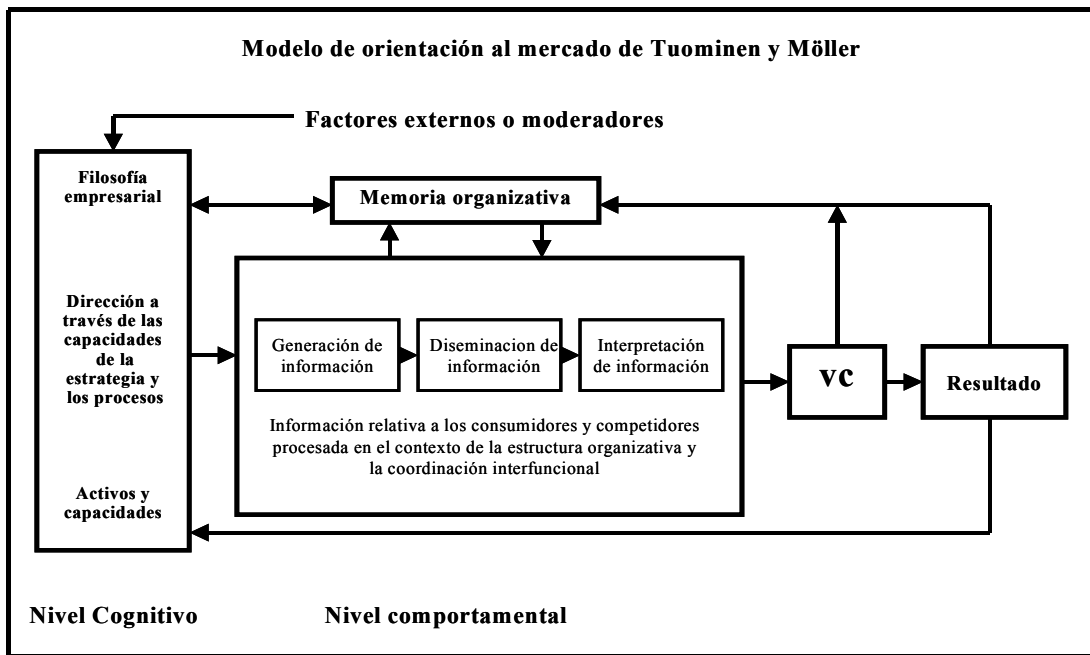 Modelo de orientación al mercado de Tuominen y Möller
Factores externos o moderadores
Filosofía
empresarial
Memoria organizativa
Dirección a
través de las
capacidades
de la
estrategia y
los procesos
Generación de
información
Diseminacion de
información
Interpretación
de información
vc
Resultado
Información relativa a los consumidores y competidores
procesada en el contexto de la estructura organizativa y
la coordinación interfuncional
Activos y
capacidades
Nivel Cognitivo
Nivel comportamental